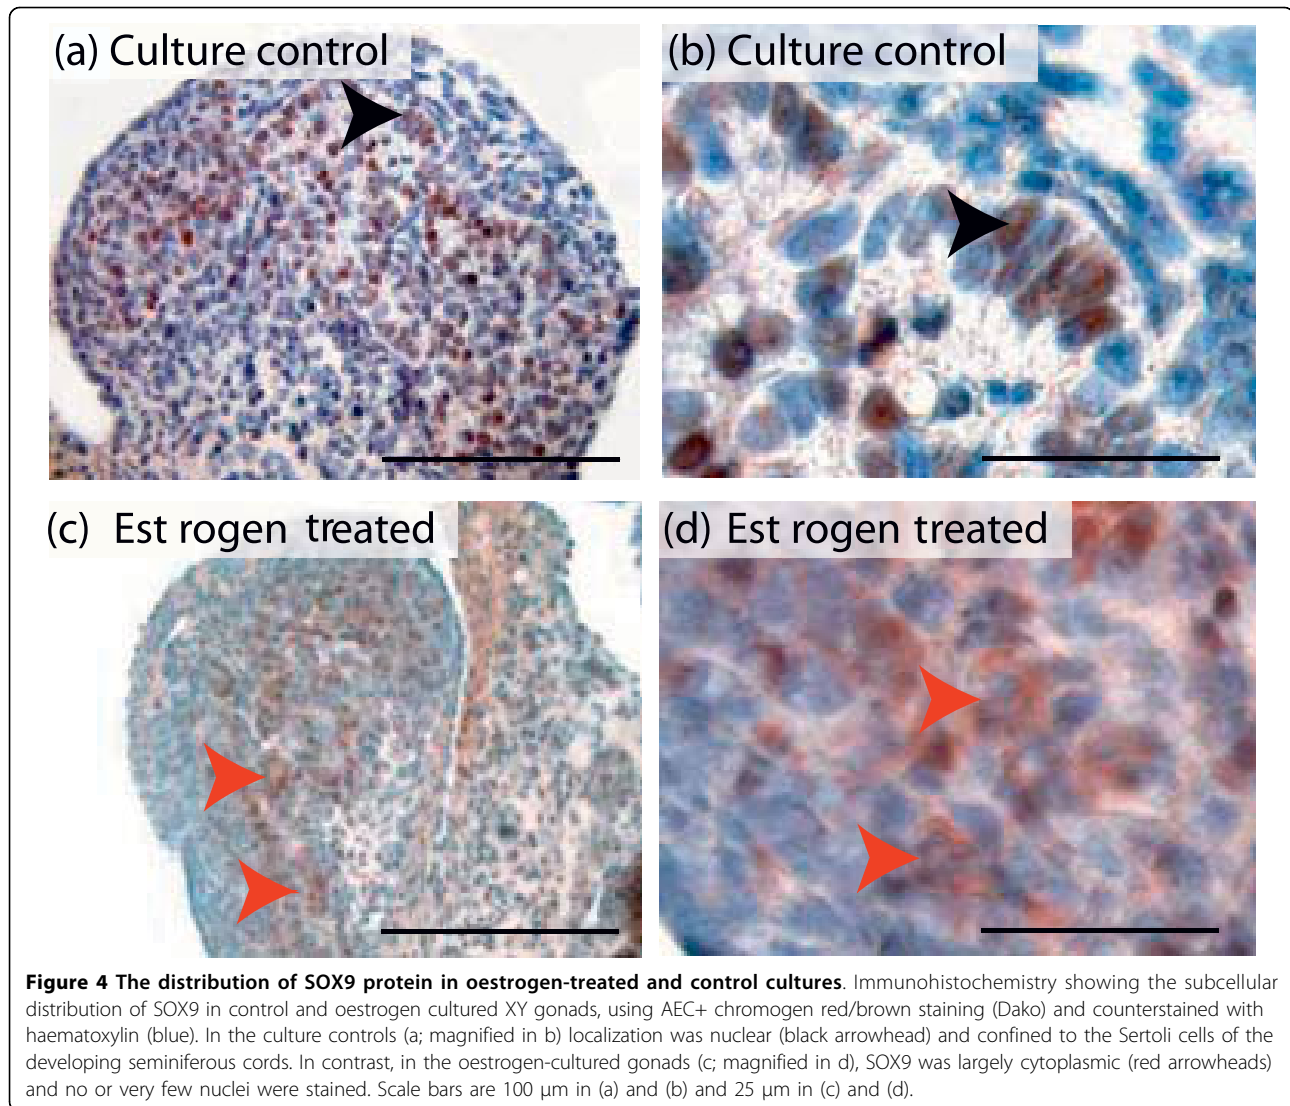 (a) Culture control
(b) Culture control
(c) Est rogen treated
(d) Est rogen treated
Figure 4 The distribution of SOX9 protein in oestrogen-treated and control cultures. Immunohistochemistry showing the subcellular
distribution of SOX9 in control and oestrogen cultured XY gonads, using AEC+ chromogen red/brown staining (Dako) and counterstained with
haematoxylin (blue). In the culture controls (a; magnified in b) localization was nuclear (black arrowhead) and confined to the Sertoli cells of the
developing seminiferous cords. In contrast, in the oestrogen-cultured gonads (c; magnified in d), SOX9 was largely cytoplasmic (red arrowheads)
and no or very few nuclei were stained. Scale bars are 100 μm in (a) and (b) and 25 μm in (c) and (d).